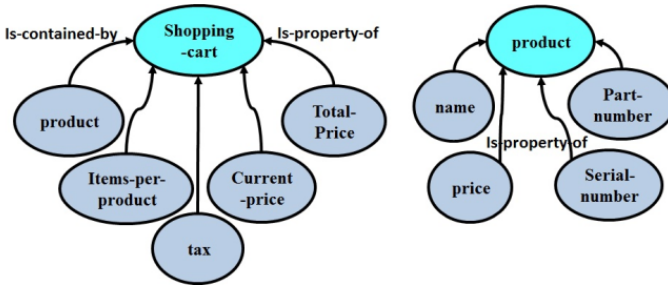 Is-contained-by
Shopping
-cart
Is-property-of
product
Items-per-
product
tax
Current
-price
Total-
Price
product
name
price
Is-property-of
Part-
number
Serial-
number